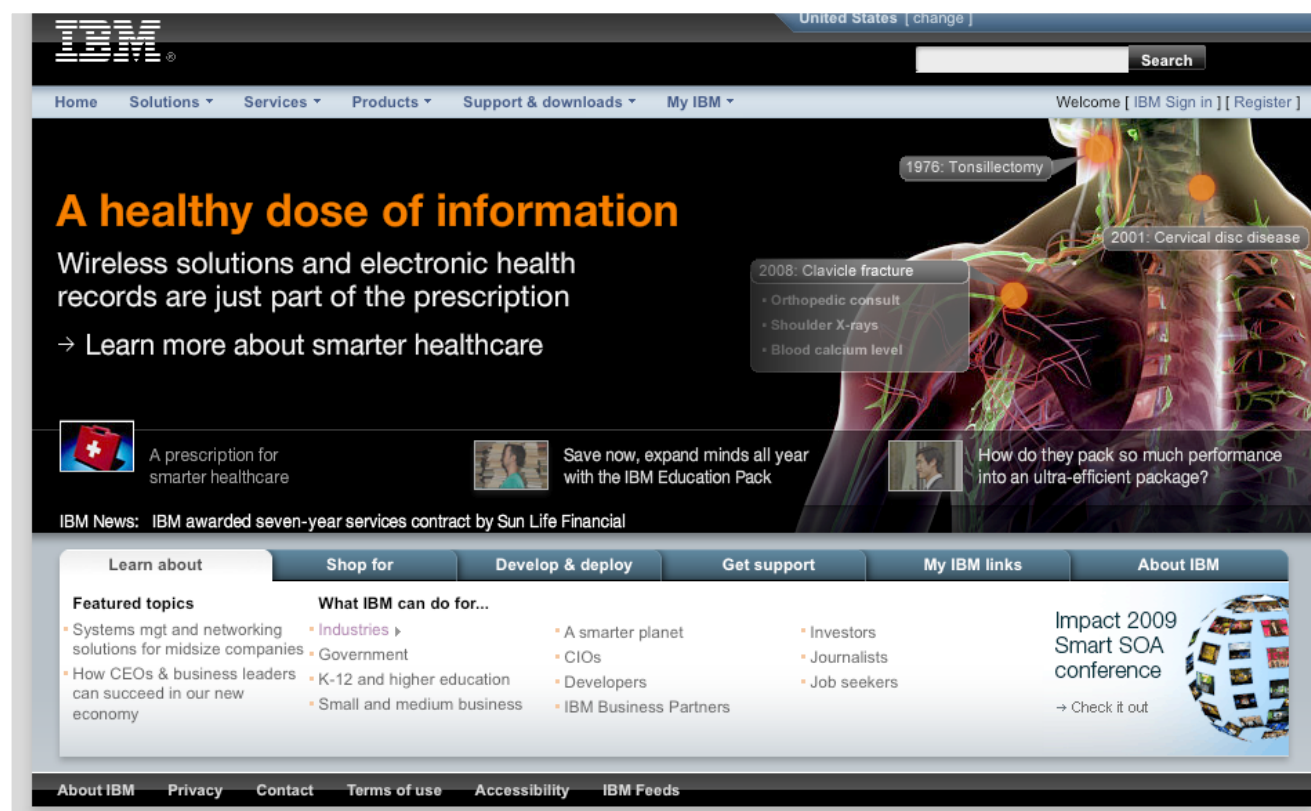 United States [ change ]
IBM®
Search
Home Solutions Services Products Support & downloads My IBM
Welcome [ IBM Sign in ] [ Register ]
1976: Tonsillectomy
2001: Cervical disc disease
A healthy dose of information
Wireless solutions and electronic health
records are just part of the prescription
→ Learn more about smarter healthcare
2008: Clavicle fracture
• Orthopedic consult
• Shoulder X-rays
• Blood calcium level
A prescription for
smarter healthcare
Save now, expand minds all year
with the IBM Education Pack
How do they pack so much performance
into an ultra-efficient package?
IBM News: IBM awarded seven-year services contract by Sun Life Financial
Learn about Shop for Develop & deploy Get support My IBM links About IBM
Featured topics
Systems mgt and networking
solutions for midsize companies
How CEOs & business leaders
can succeed in our new
economy
What IBM can do for...
Industries
Government
K-12 and higher education
Small and medium business
A smarter planet
CIOs
Developers
IBM Business Partners
Investors
Journalists
Job seekers
Impact 2009
Smart SOA
conference
→ Check it out
About IBM Privacy Contact Terms of use Accessibility IBM Feeds